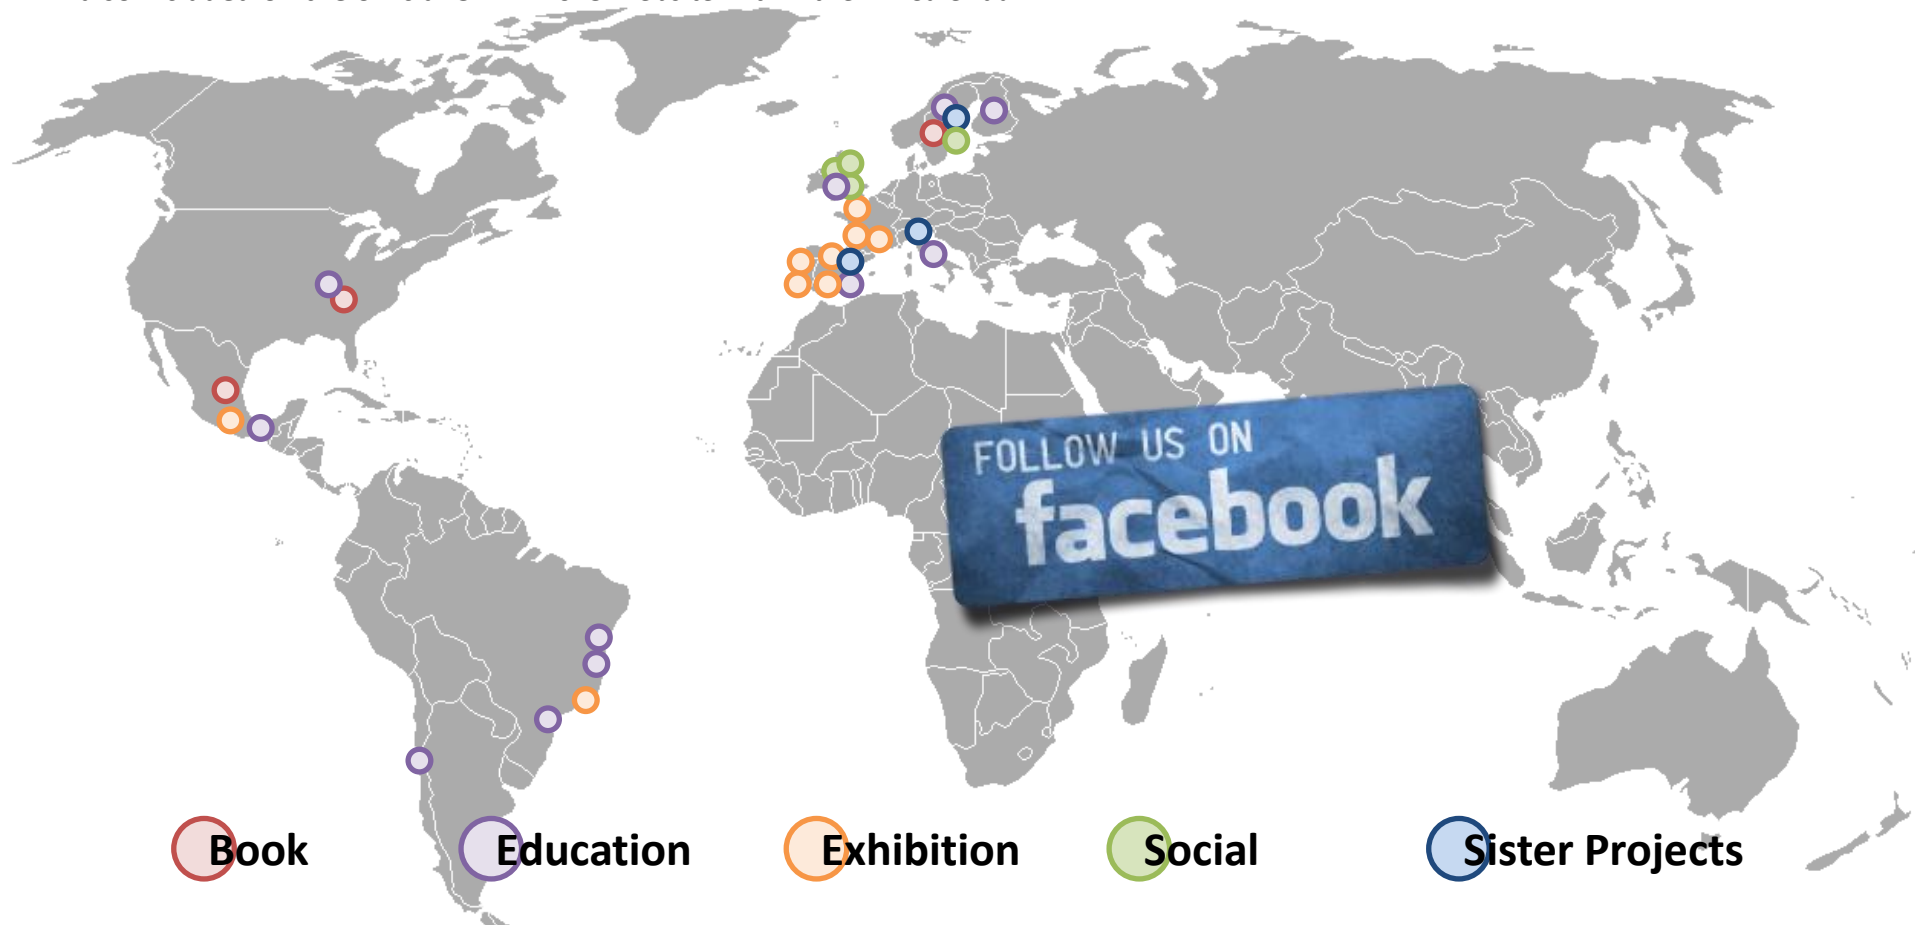 FOLLOW US ON
facebook
Book
Education
Exhibition
Social
Sister Projects